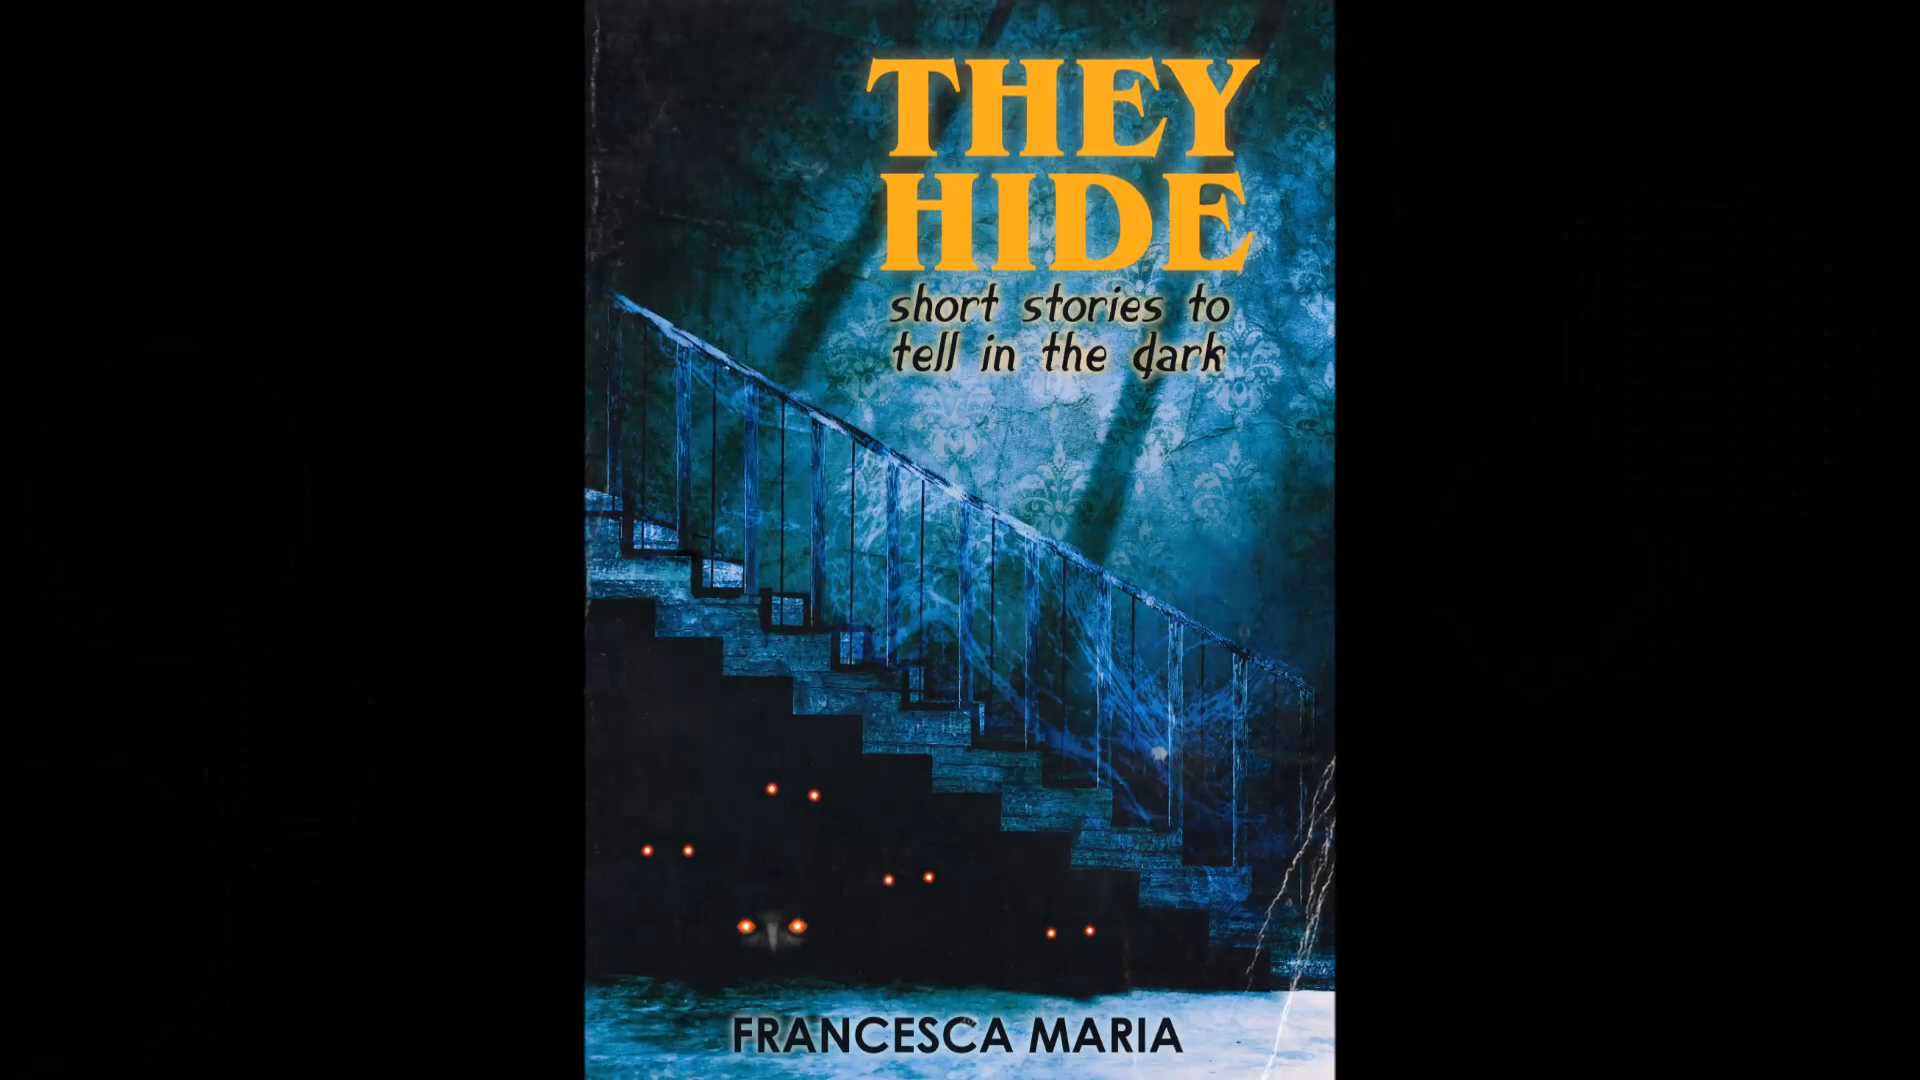 THEY
HIDE
short stories to
tell in the dark
FRANCESCA MARIA